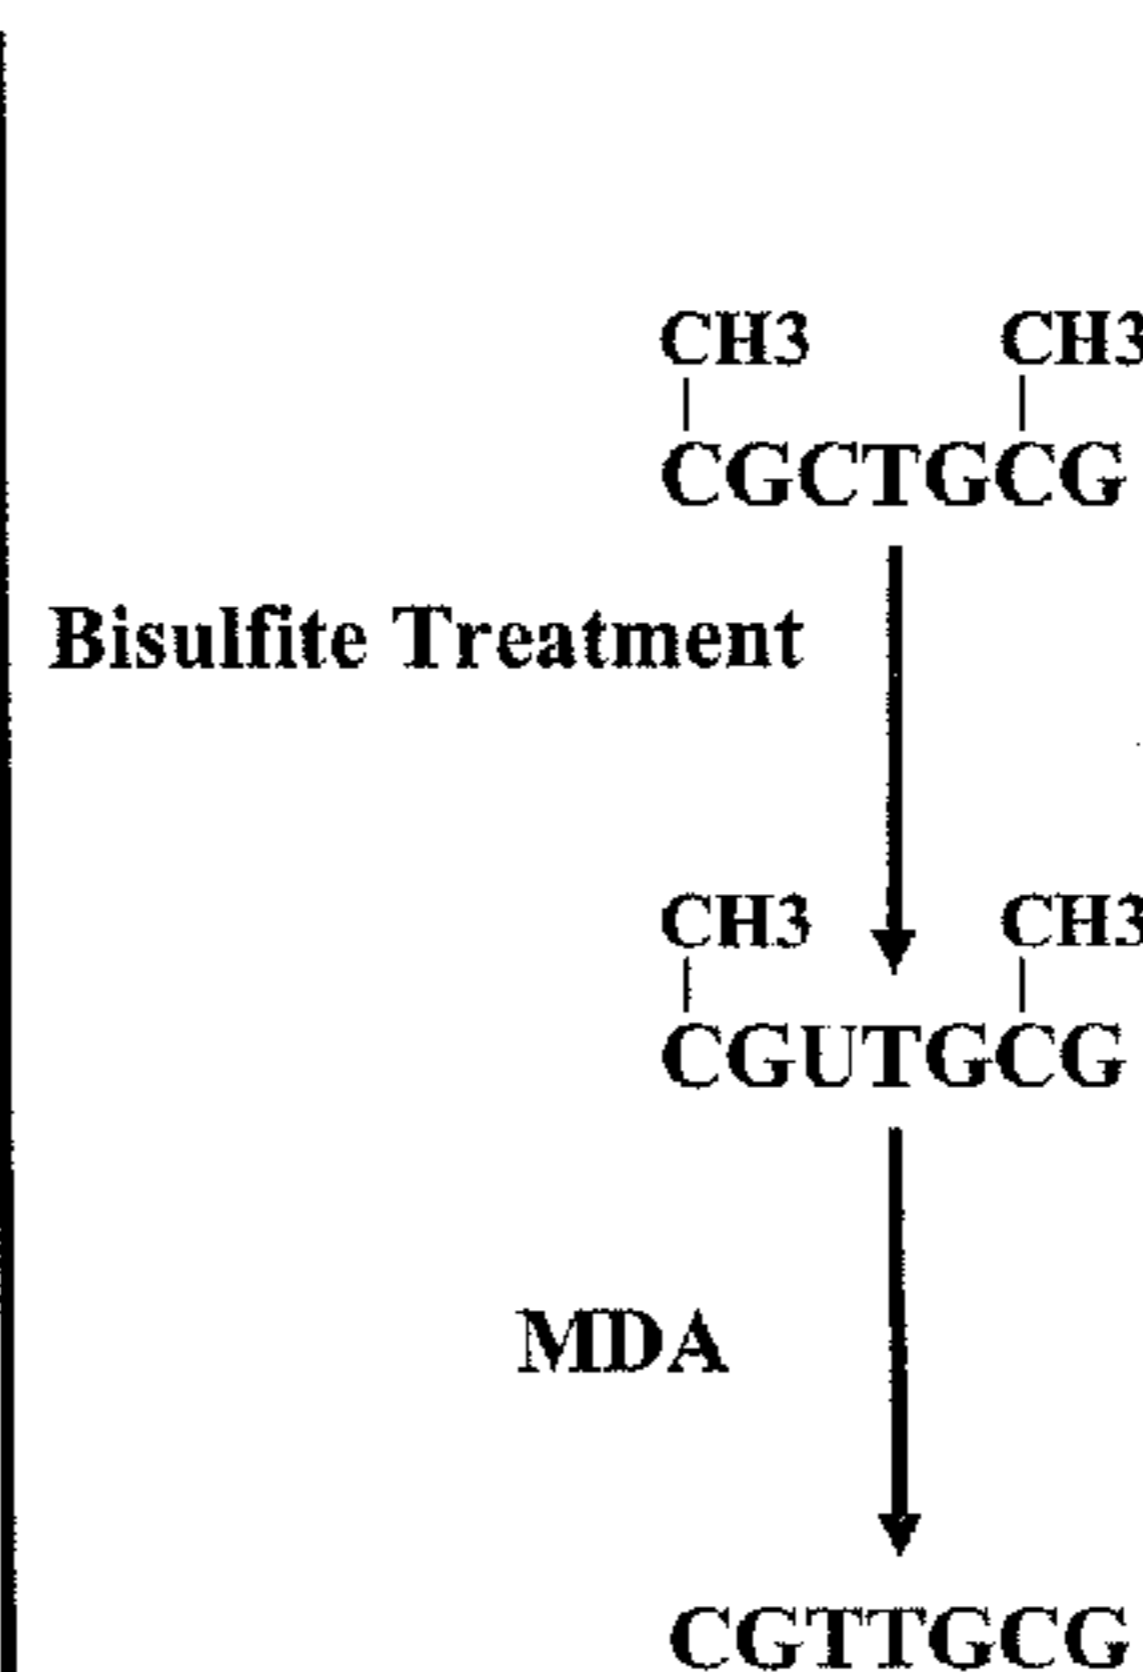 CH3 CH3
CGCTGCG
Bisulfite Treatment
CH3 CH3
CGUTGCG
MDA
CGTTGCG